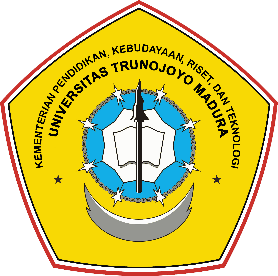 KEMENTERIAN PENDIDIKAN, KEBUDAYAAN, RISET, DAN TEKNOLOGI
UNIVERSITAS TRUNOJOYO MADURA